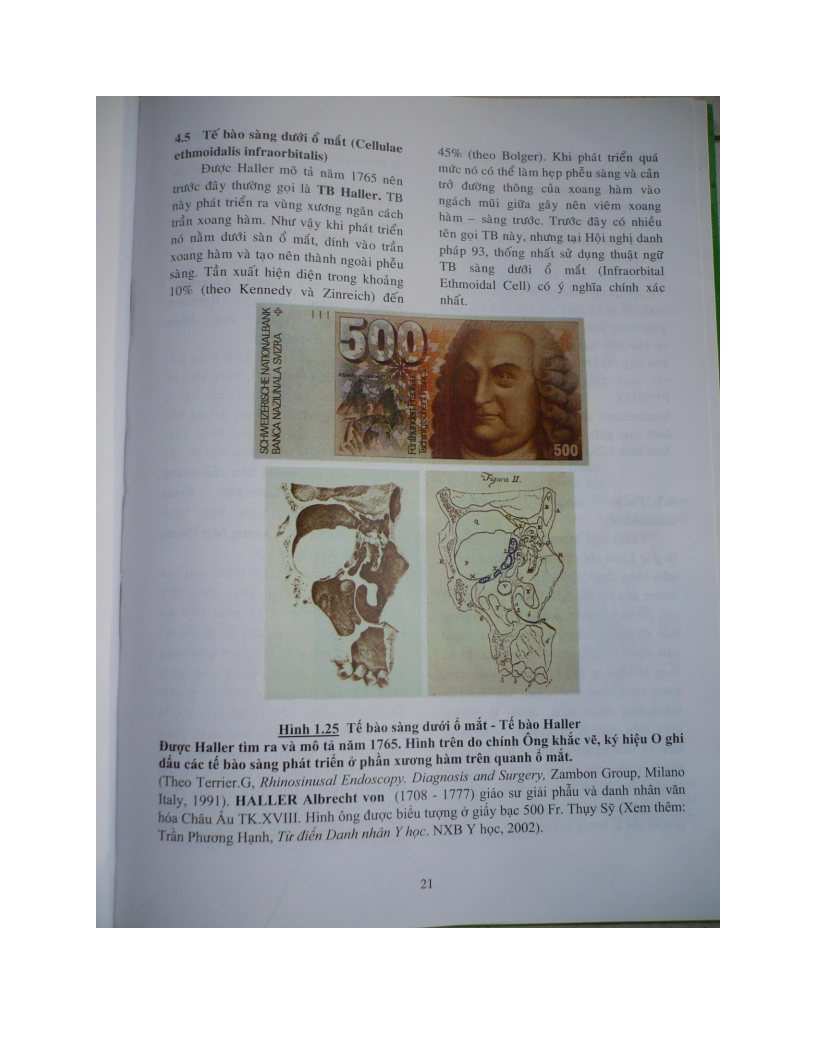 4.5 Tế bào sàng dưới ổ mắt (Cellulae
ethmoidalis infraorbitalis)
Được Haller mô tả năm 1765 nên
trước đây thường gọi là TB Haller. TB
này phát triển ra vùng xương ngăn cách
trần xoang hàm. Như vậy khi phát triển
nó nằm dưới sàn ổ mắt, dính vào trần
xoang hàm và tạo nên thành ngoài phễu
sàng. Tần xuất hiện diện trong khoảng
10% (theo Kennedy và Zinreich) đến
45% (theo Bolger). Khi phát triển quá
mức nó có thể làm hẹp phễu sàng và cản
trở đường thông của xoang hàm vào
ngách mũi giữa gây nên viêm xoang
hàm – sàng trước. Trước đây có nhiều
tên gọi TB này, nhưng tại Hội nghị danh
pháp 93, thống nhất sử dụng thuật ngữ
TB sàng dưới ổ mắt (Infraorbital
Ethmoidal Cell) có ý nghĩa chính xác
nhất.
SCHWEIZERISCHE NATIONALBANK
BANCA NAZIUNALA SVIZRA
500
Fünfhundert Franken
500
Figura II.
Hình 1.25 Tế bào sàng dưới ổ mắt - Tế bào Haller
Được Haller tìm ra và mô tả năm 1765. Hình trên do chính Ông khắc vẽ, ký hiệu O ghi
dấu các tế bào sàng phát triển ở phần xương hàm trên quanh ổ mắt.
(Theo Terrier.G, Rhinosinusal Endoscopy. Diagnosis and Surgery, Zambon Group, Milano
Italy, 1991). HALLER Albrecht von (1708 - 1777) giáo sư giải phẫu và danh nhân văn
hóa Châu Âu TK.XVIII. Hình ông được biểu tượng ở giấy bạc 500 Fr. Thụy Sỹ (Xem thêm:
Trần Phương Hạnh, Từ điển Danh nhân Y học. NXB Y học, 2002).
21